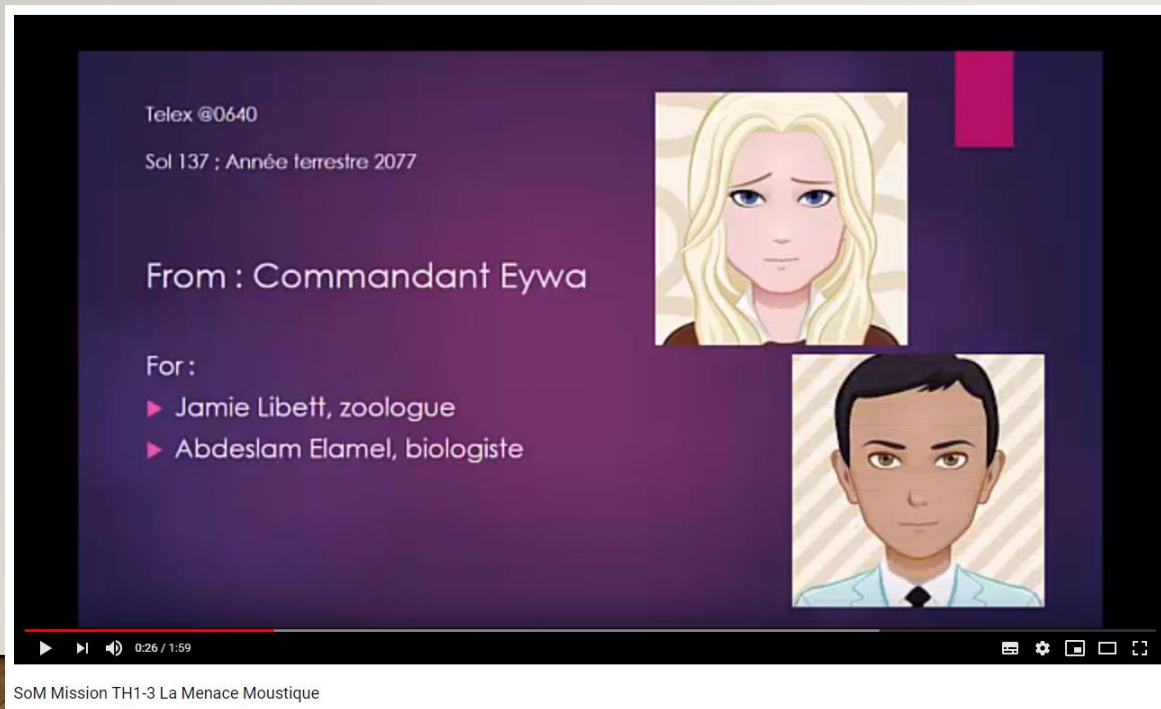 Telex @0640
Sol 137 ; Année terrestre 2077
From : Commandant Eywa
For :
Jamie Libett, zoologue
Abdeslam Elamel, biologiste
0:26 / 1:59
SoM Mission TH1-3 La Menace Moustique